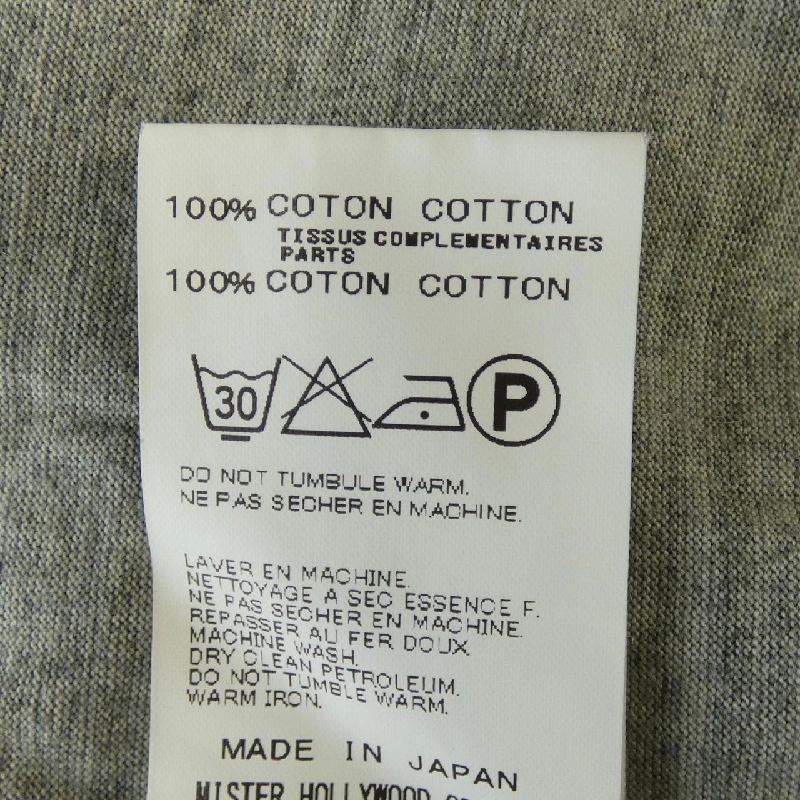 100% COTON COTTON
TISSUS COMPLEMENTAIRES
PARTS
100% COTON COTTON
30 P
DO NOT TUMBULE WARM.
NE PAS SECHER EN MACHINE.
LAVER EN MACHINE.
NETTOYAGE A SEC ESSENCE F.
NE PAS SECHER EN MACHINE.
REPASSER AU FER DOUX.
MACHINE WASH.
DRY CLEAN PETROLEUM.
DO NOT TUMBLE WARM.
WARM IRON.
MADE IN JAPAN
MISTER HOLLYWOOD